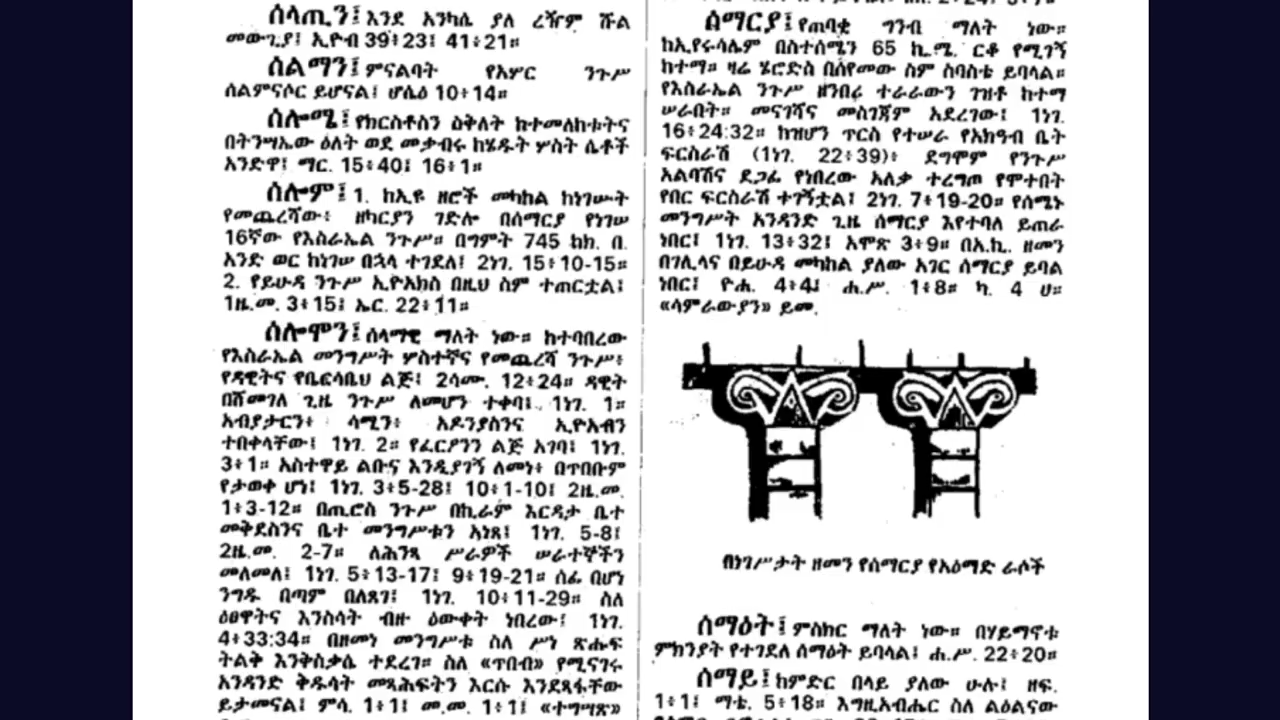 ሰላጢን፤ እንደ አንካሴ ያለ ረዥም ሹል
መውጊያ፤ ኢዮብ 39፥23፤ 41፥21።
ሰልማን፤ ምናልባት የአሦር ንጉሥ
ሰልምናሶር ይሆናል፤ ሆሴዕ 10፥14።
ሰሎሜ፤ የክርስቶስን ስቅለት ከተመለከቱትና
በትንሣኤው ዕለት ወደ መቃብሩ ከሄዱት ሦስት ሴቶች
አንድዋ፤ ማር. 15፥40፤ 16፥1።
ሰሎም፤ 1. ከኢዩ ዘሮች መካከል ከነገሡት
የመጨረሻው፥ ዘካርያን ገድሎ በሰማርያ የነገሠ
16ኛው የእስራኤል ንጉሥ። በግምት 745 ከክ. በ.
አንድ ወር ከነገሠ በኋላ ተገደለ፤ 2ነገ. 15፥10-15።
2. የይሁዳ ንጉሥ ኢዮአክስ በዚህ ስም ተጠርቷል፤
1ዜ.መ. 3፥15፤ ኤር. 22፥11።
ሰሎሞን፤ ሰላማዊ ማለት ነው። ከተባበረው
የእስራኤል መንግሥት ሦስተኛና የመጨረሻ ንጉሥ፥
የዳዊትና የቤርሳቤህ ልጅ፤ 2ሳሙ. 12፥24። ዳዊት
በሸመገለ ጊዜ ንጉሥ ለመሆን ተቀባ፤ 1ነገ. 1።
አብያታርን፥ ሳሚን፥ አዶንያስንና ኢዮአብን
ተበቀላቸው፤ 1ነገ. 2። የፈርዖንን ልጅ አገባ፤ 1ነገ.
3፥1። አስተዋይ ልቡና እንዲያገኝ ለመነ፥ በጥበቡም
የታወቀ ሆነ፤ 1ነገ. 3፥5-28፤ 10፥1-10፤ 2ዜ.መ.
1፥3-12። በጢሮስ ንጉሥ በኪራም እርዳታ ቤተ
መቅደስንና ቤተ መንግሥቱን አነጸ፤ 1ነገ. 5-8፤
2ዜ.መ. 2-7። ለሕንጻ ሥራዎች ሠራተኞችን
መለመለ፤ 1ነገ. 5፥13-17፤ 9፥19-21። ሰፊ በሆነ
ንግዱ በጣም በለጸገ፤ 1ነገ. 10፥11-29። ስለ
ዕፀዋትና እንስሳት ብዙ ዕውቀት ነበረው፤ 1ነገ.
4፥33፡34። በዘመነ መንግሥቱ ስለ ሥነ ጽሑፍ
ትልቅ እንቅስቃሴ ተደረገ። ስለ «ጥበብ» የሚናገሩ
አንዳንድ ቅዱሳት መጻሕፍትን እርሱ እንደጻፋቸው
ይታመናል፤ ምሳ. 1፥1፤ መ.መ. 1፥1፤ «ተግሣጽ»
ሰማርያ፤ የጠባቂ ግንብ ማለት ነው።
ከኢየሩሳሌም በስተሰሜን 65 ኪ.ሜ. ርቆ የሚገኝ
ከተማ። ዛሬ ሄሮድስ በሰየመው ስም ስባስቴ ይባላል።
የእስራኤል ንጉሥ ዘንበሪ ተራራውን ገዝቶ ከተማ
ሠራበት። መናገሻና መስገጃም አደረገው፤ 1ነገ.
16፥24፡32። ከዝሆን ጥርስ የተሠራ የአክዓብ ቤት
ፍርስራሽ (1ነገ. 22፥39)፥ ደግሞም የንጉሥ
አልባሽና ደጋፊ የነበረው አለቃ ተረግጦ የሞተበት
የበር ፍርስራሽ ተገኝቷል፤ 2ነገ. 7፥19-20። የሰሜኑ
መንግሥት አንዳንድ ጊዜ ሰማርያ እየተባለ ይጠራ
ነበር፤ 1ነገ. 13፥32፤ አሞጽ 3፥9። በአ.ኪ. ዘመን
በገሊላና በይሁዳ መካከል ያለው አገር ሰማርያ ይባል
ነበር፤ ዮሐ. 4፥4፤ ሐ.ሥ. 1፥8። ካ. 4 ሀ።
«ሳምራውያን» ይመ.
በነገሥታት ዘመን የሰማርያ የአዕማድ ራሶች
ሰማዕት፤ ምስክር ማለት ነው። በሃይማኖቱ
ምክንያት የተገደለ ሰማዕት ይባላል፤ ሐ.ሥ. 22፥20።
ሰማይ፤ ከምድር በላይ ያለው ሁሉ፤ ዘፍ.
1፥1፤ ማቴ. 5፥18። እግዚአብሔር ስለ ልዕልናው